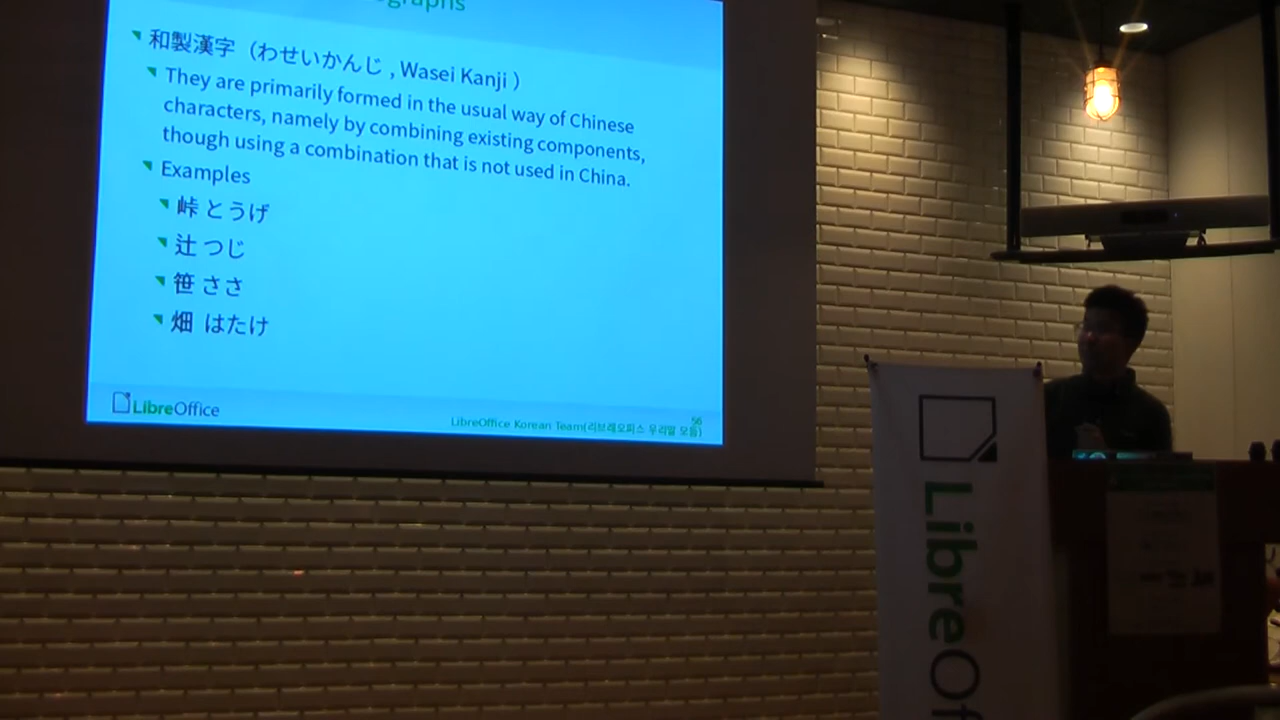 和製漢字（わせいかんじ , Wasei Kanji ）
They are primarily formed in the usual way of Chinese
characters, namely by combining existing components,
though using a combination that is not used in China.
Examples
峠 とうげ
辻 つじ
笹 ささ
畑 はたけ
LibreOffice
56
LibreOffice Korean Team(리브레오피스 우리말 모듬)
LibreOf